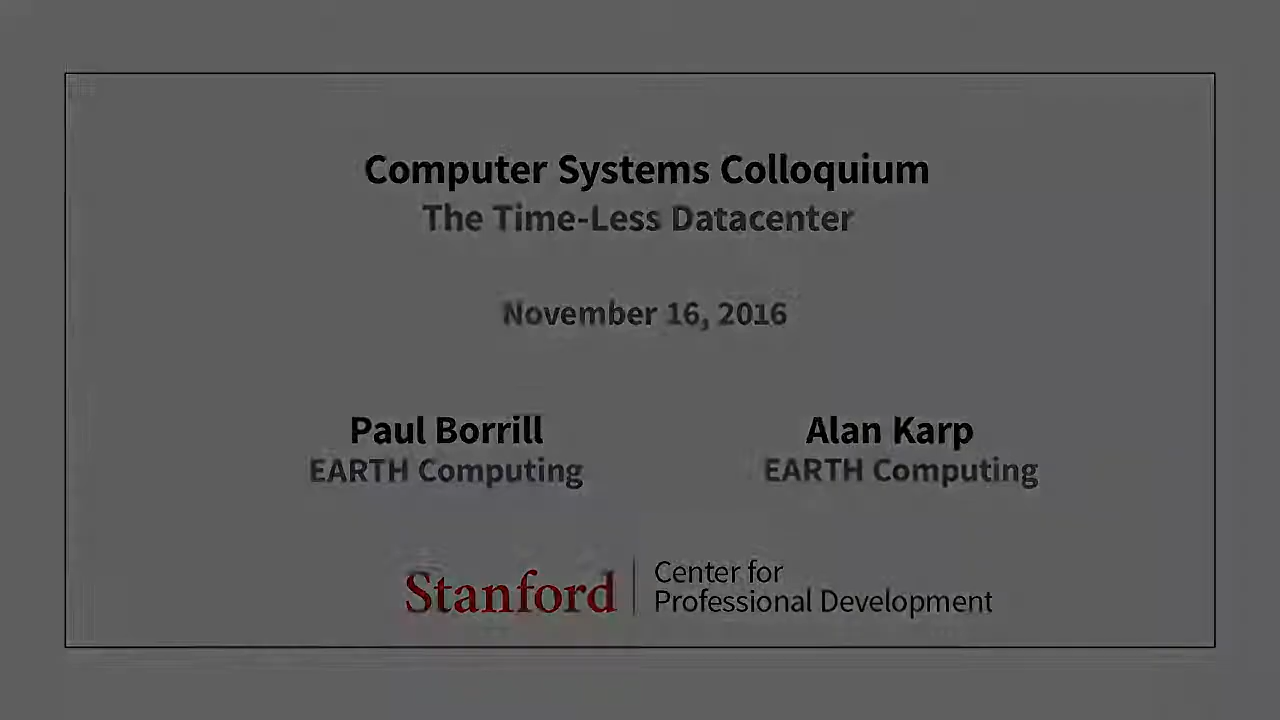 Computer Systems Colloquium
The Time-Less Datacenter
November 16, 2016
Paul Borrill
EARTH Computing
Alan Karp
EARTH Computing
Stanford
Center for
Professional Development